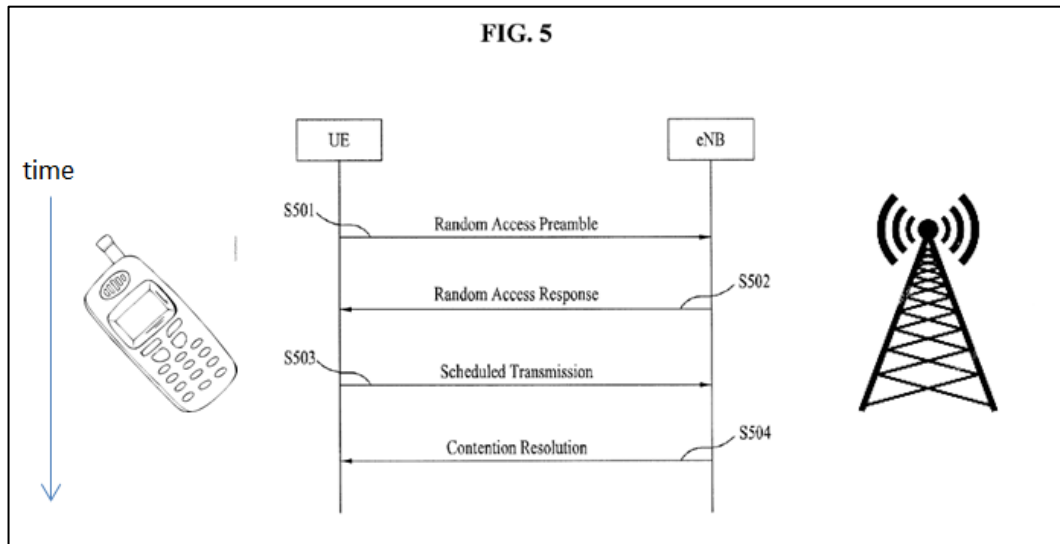 FIG. 5
UE
eNB
time
S501
Random Access Preamble
Random Access Response
S502
S503
Scheduled Transmission
S504
Contention Resolution